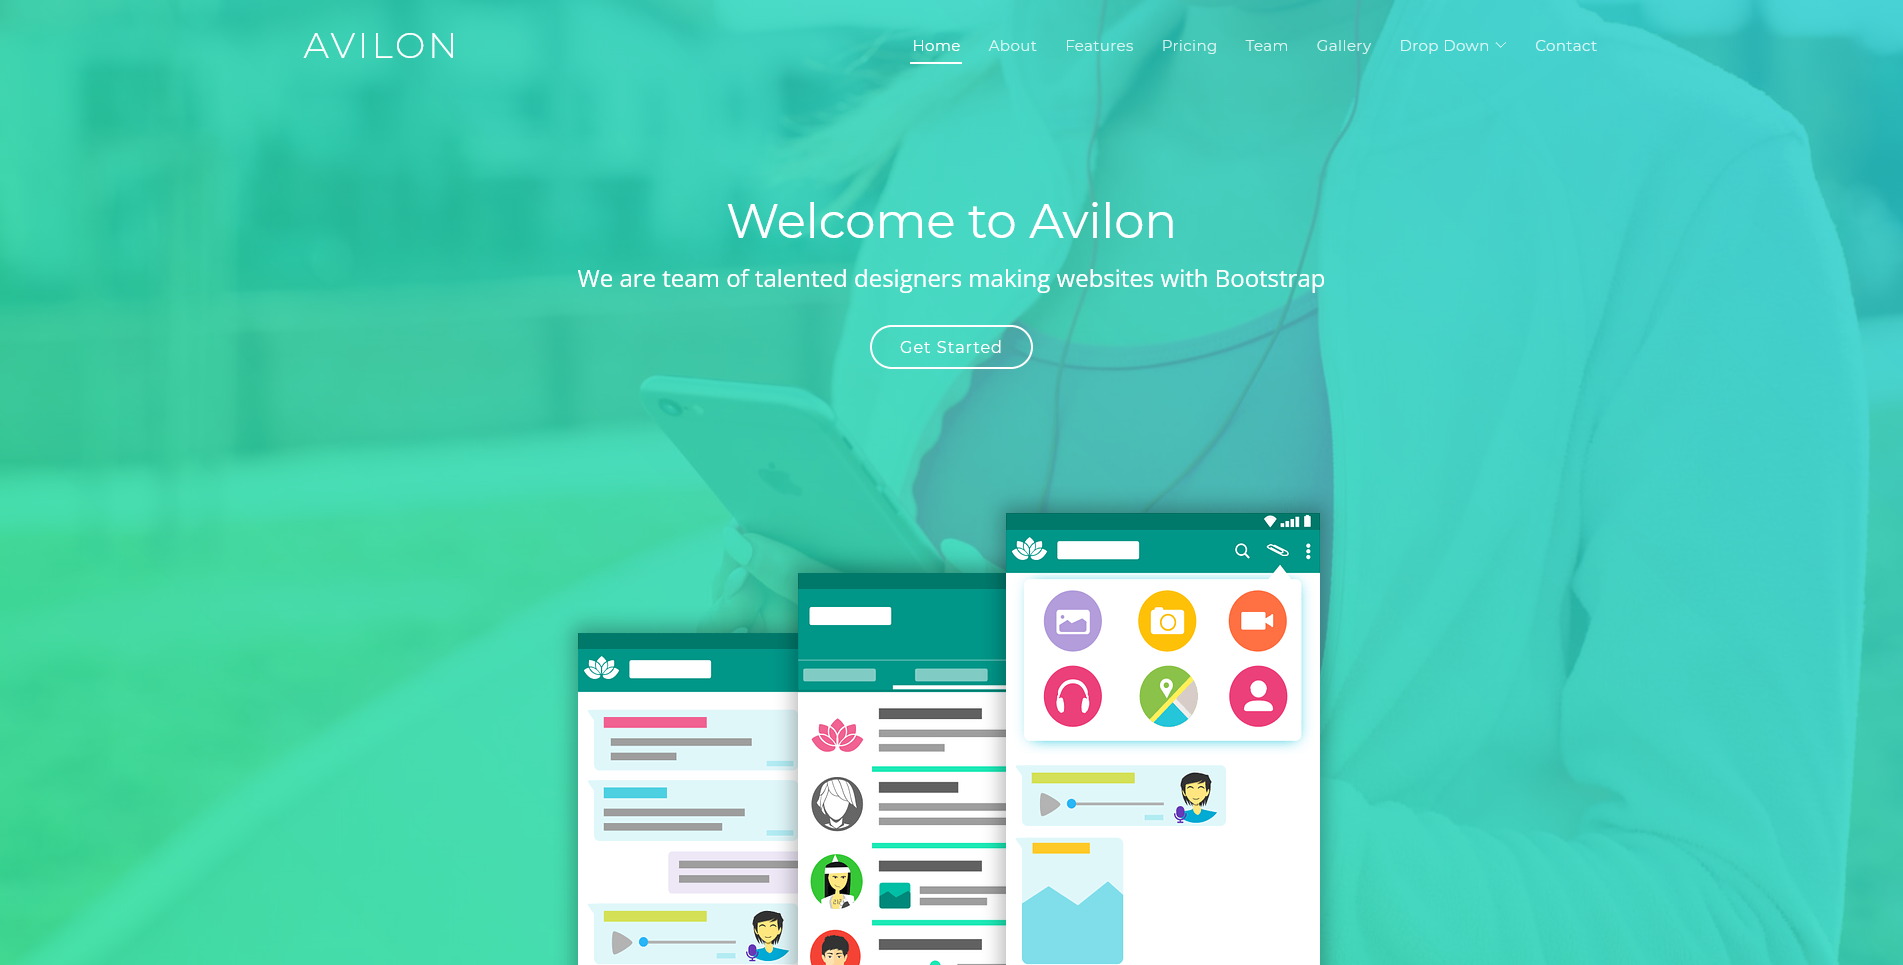 AVILON
Home About Features Pricing Team Gallery Drop Down Contact
Welcome to Avilon
We are team of talented designers making websites with Bootstrap
Get Started